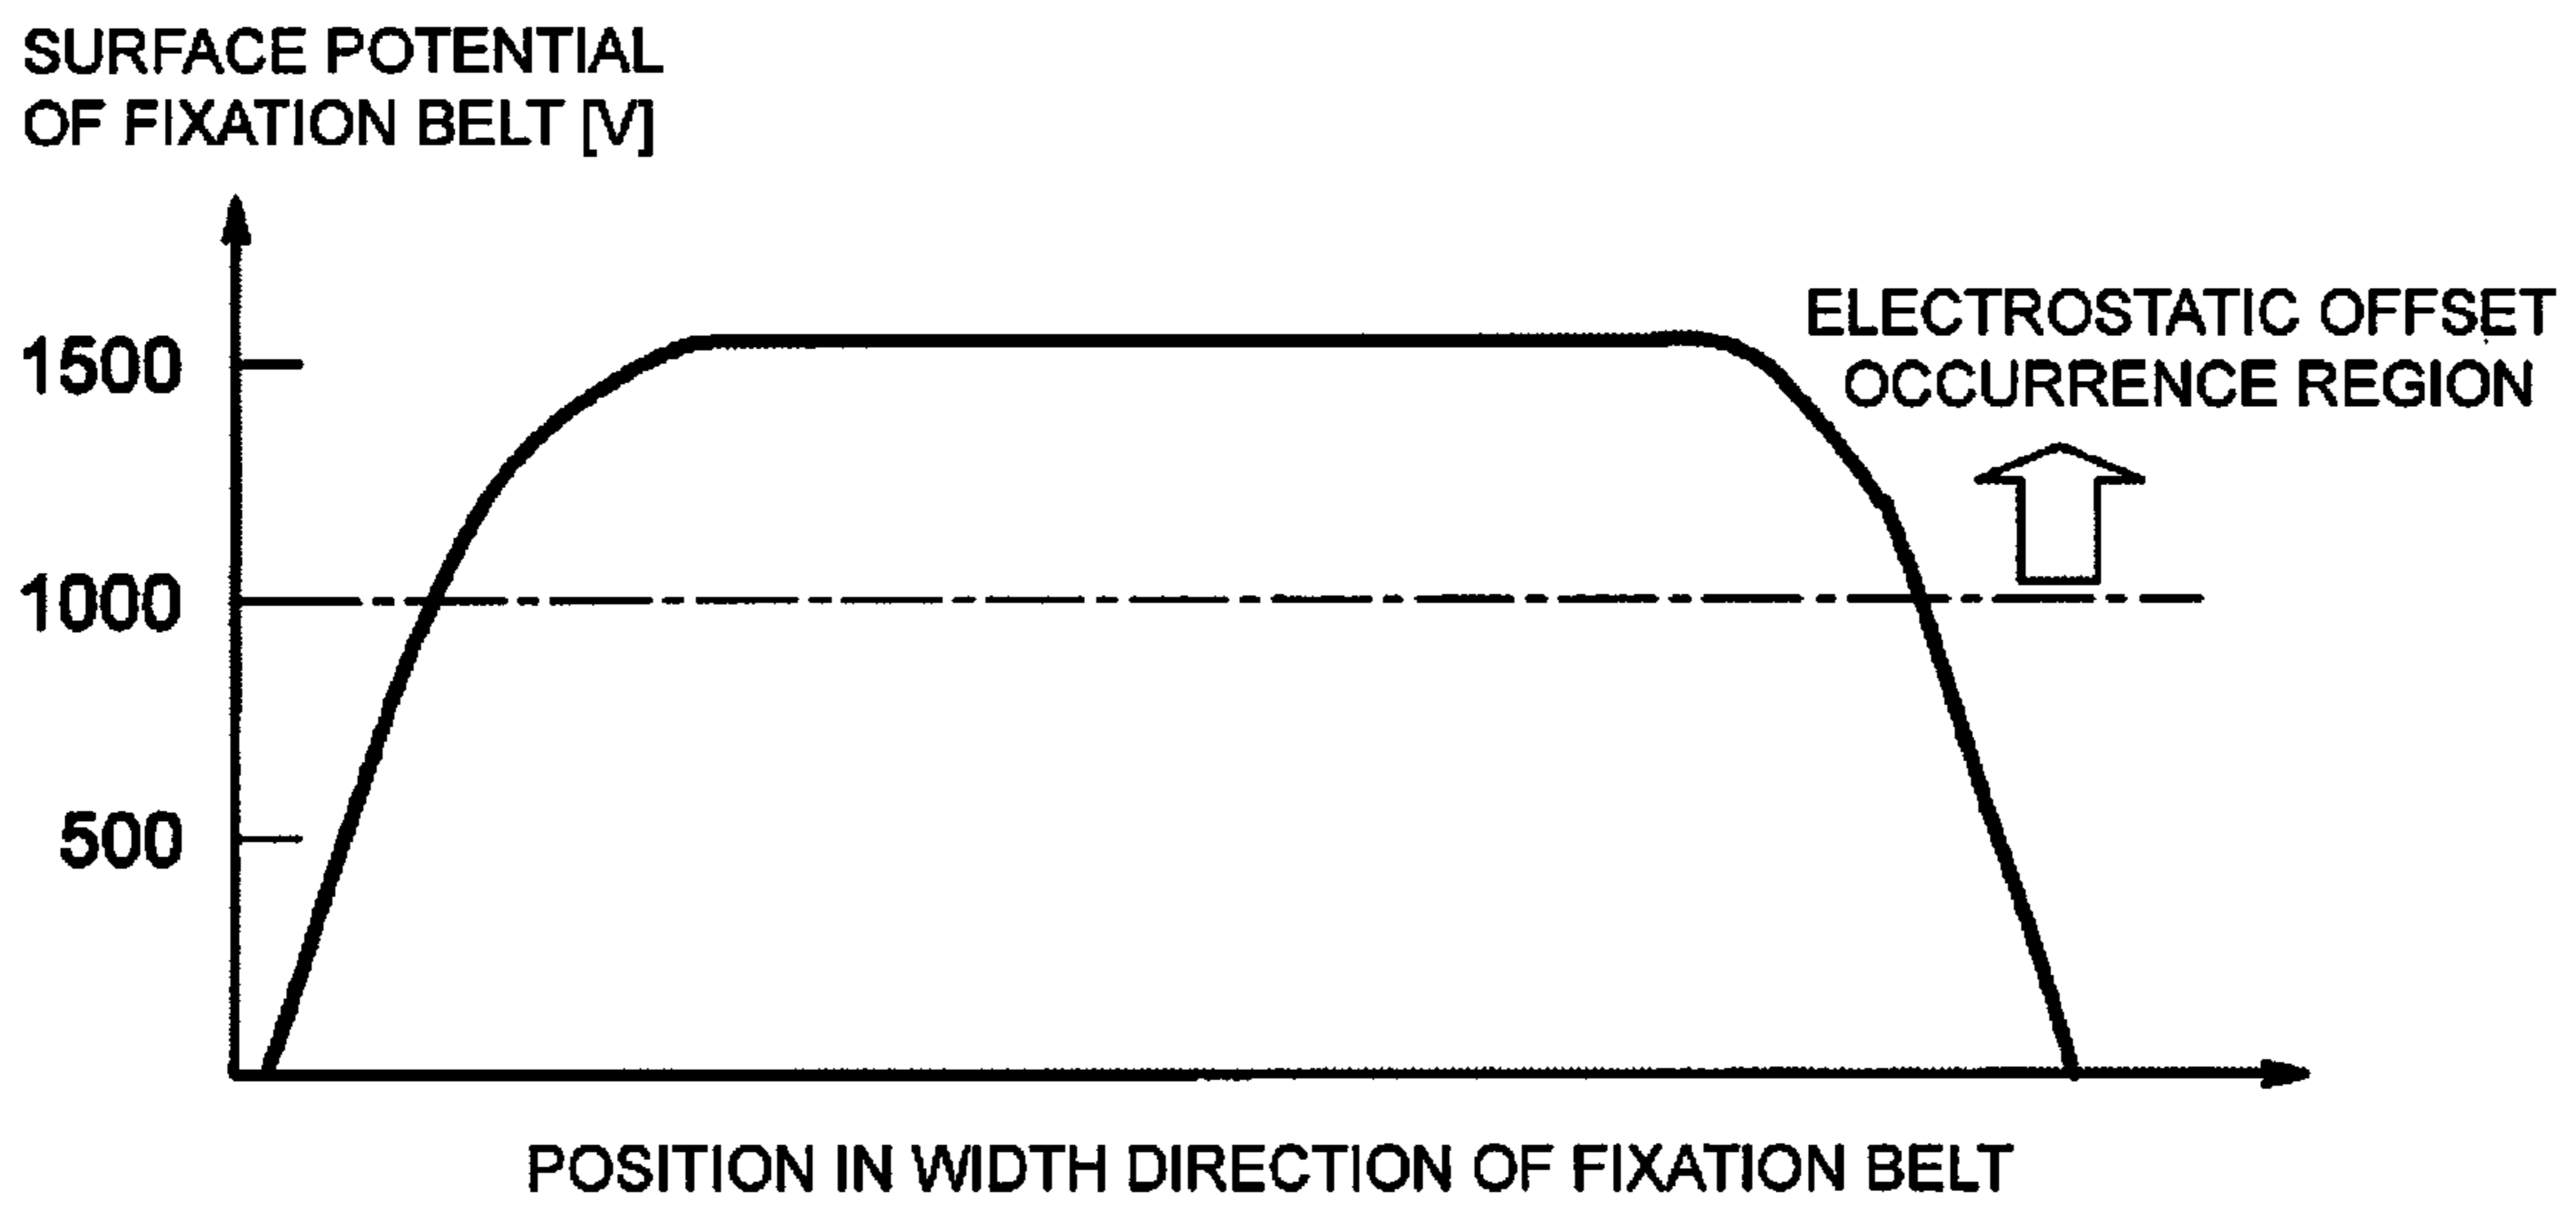 SURFACE POTENTIAL
OF FIXATION BELT [V]
ELECTROSTATIC OFFSET
OCCURRENCE REGION
1500
1000
500
POSITION IN WIDTH DIRECTION OF FIXATION BELT